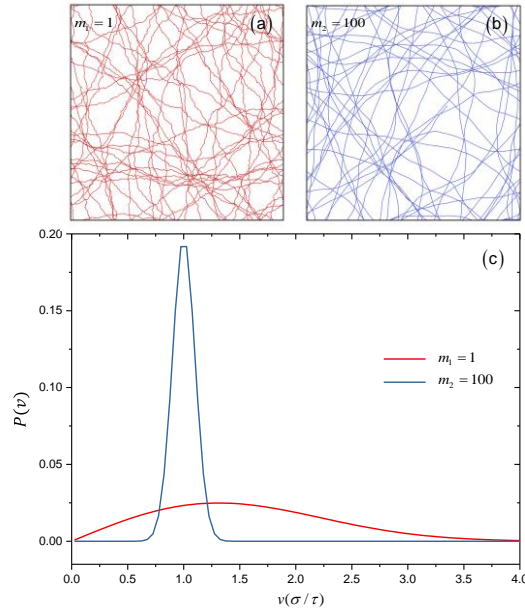 m₁ = 1
(a)
m₂ = 100
(b)
0.20
(c)
0.15
m₁ = 1
m₂ = 100
0.10
0.05
0.00
P(v)
0.0 0.5 1.0 1.5 2.0 2.5 3.0 3.5 4.0
v(σ/τ)